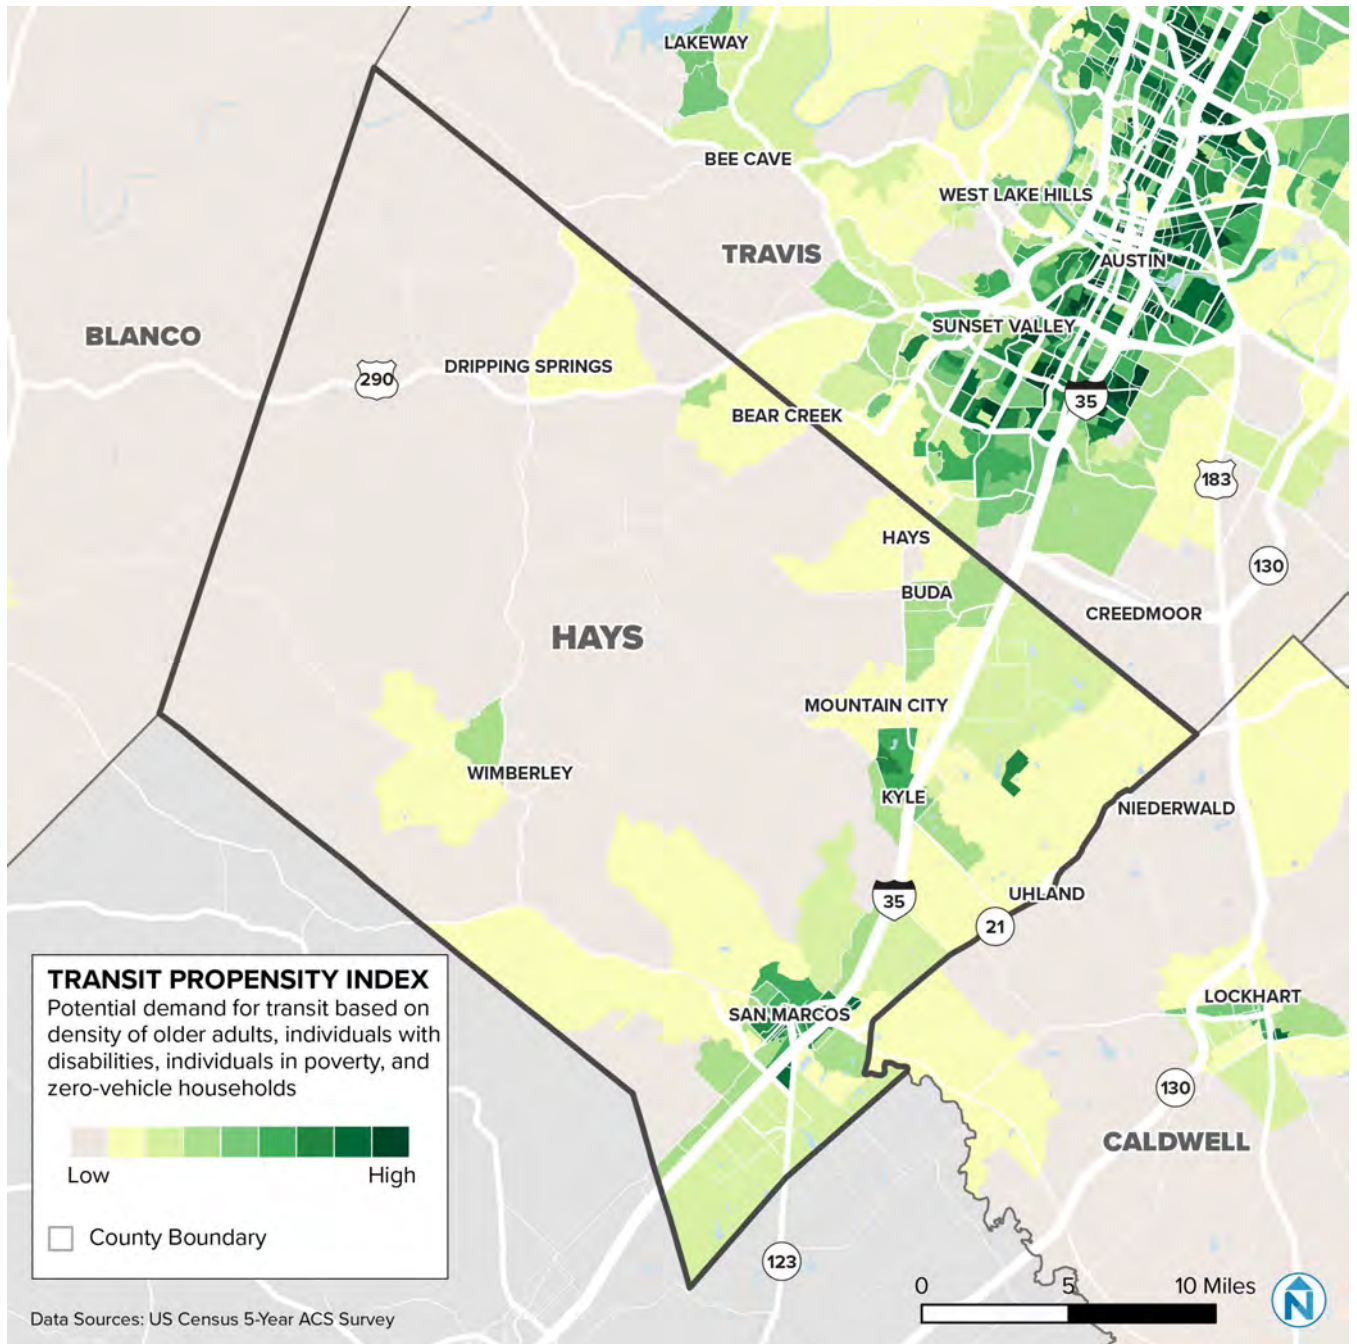 LAKEWAY
BEE CAVE
WEST LAKE HILLS
TRAVIS
AUSTIN
SUNSET VALLEY
BLANCO
DRIPPING SPRINGS
290
35
BEAR CREEK
183
HAYS
130
BUDA
CREEDMOOR
HAYS
MOUNTAIN CITY
WIMBERLEY
KYLE
NIEDERWALD
UHLAND
35
21
LOCKHART
SAN MARCOS
130
CALDWELL
123
TRANSIT PROPENSITY INDEX
Potential demand for transit based on
density of older adults, individuals with
disabilities, individuals in poverty, and
zero-vehicle households
Low High
County Boundary
0 5 10 Miles
N
Data Sources: US Census 5-Year ACS Survey